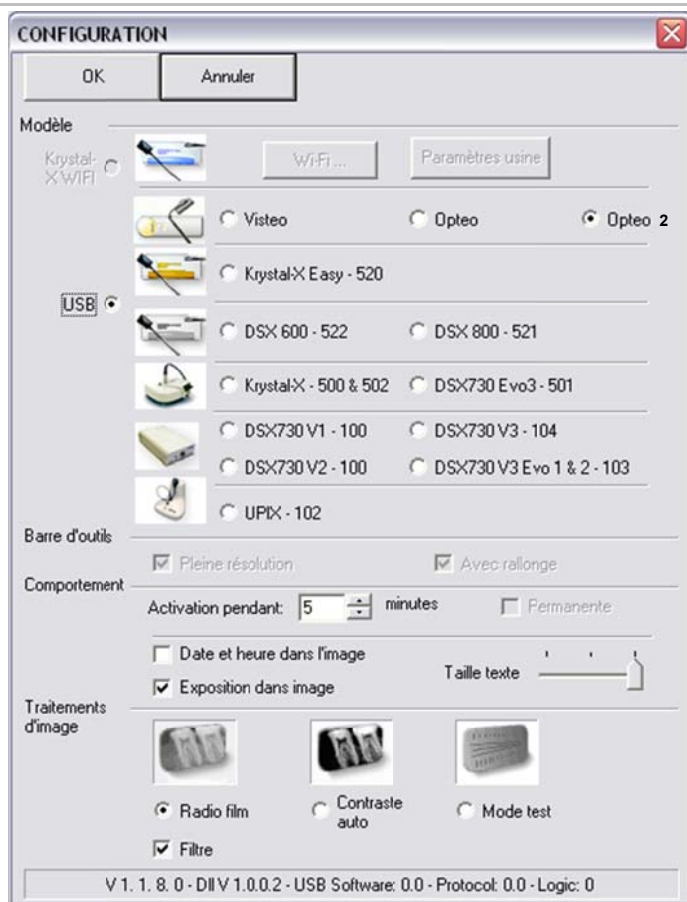 CONFIGURATION
OK Annuler
Modèle
Krystal-X WIFI Wi-Fi ... Paramètres usine
Visteo Opteo Opteo 2
Krystal-X Easy - 520
USB
DSX 600 - 522 DSX 800 - 521
Krystal-X - 500 & 502 DSX730 Evo3 - 501
DSX730 V1 - 100 DSX730 V3 - 104
DSX730 V2 - 100 DSX730 V3 Evo 1 & 2 - 103
UPIX - 102
Barre d'outils
Pleine résolution Avec rallonge
Comportement
Activation pendant: 5 minutes Permanente
Date et heure dans l'image
Taille texte
Exposition dans image
Traitements
d'image
Radio film Contraste auto Mode test
Filtre
V 1. 1. 8. 0 - Dll V 1.0.0.2 - USB Software: 0.0 - Protocol: 0.0 - Logic: 0